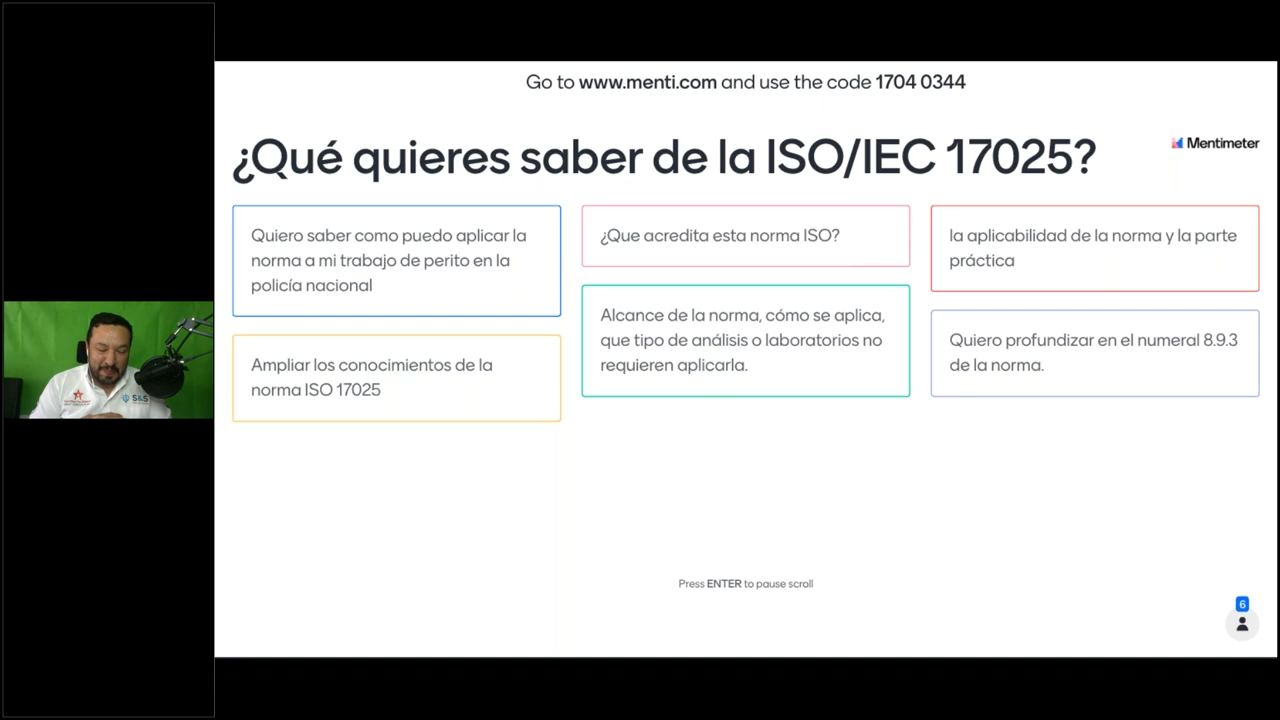 Go to www.menti.com and use the code 1704 0344
¿Qué quieres saber de la ISO/IEC 17025?
Mentimeter
Quiero saber como puedo aplicar la
norma a mi trabajo de perito en la
policía nacional
Ampliar los conocimientos de la
norma ISO 17025
¿Que acredita esta norma ISO?
Alcance de la norma, cómo se aplica,
que tipo de análisis o laboratorios no
requieren aplicarla.
la aplicabilidad de la norma y la parte
práctica
Quiero profundizar en el numeral 8.9.3
de la norma.
Press ENTER to pause scroll
6
S&S